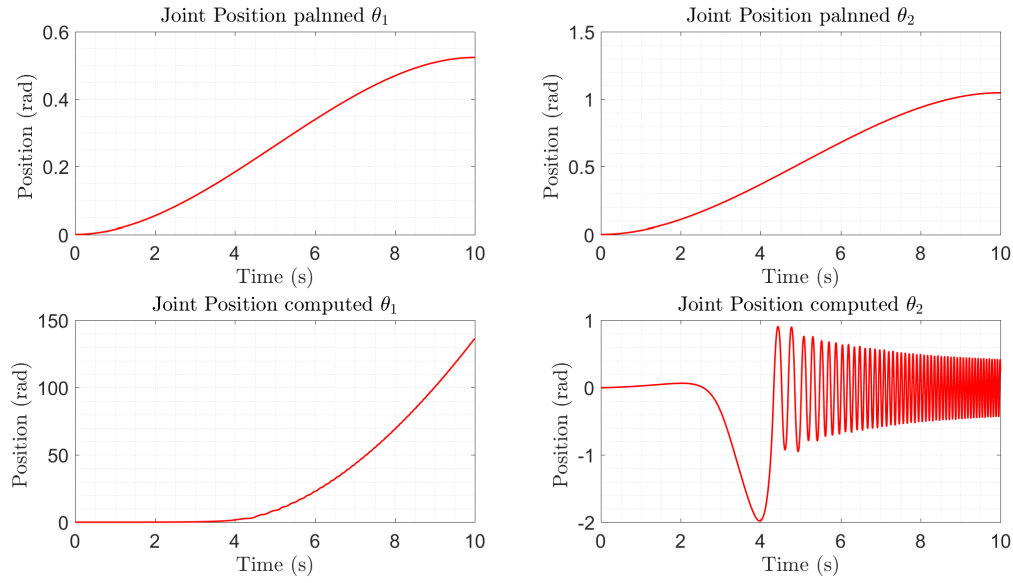 Joint Position palnned θ₁
Position (rad)
0.6
0.4
0.2
0
0 2 4 6 8 10
Time (s)
Joint Position palnned θ₂
Position (rad)
1.5
1
0.5
0
0 2 4 6 8 10
Time (s)
Joint Position computed θ₁
Position (rad)
150
100
50
0
0 2 4 6 8 10
Time (s)
Joint Position computed θ₂
Position (rad)
1
0
-1
-2
0 2 4 6 8 10
Time (s)